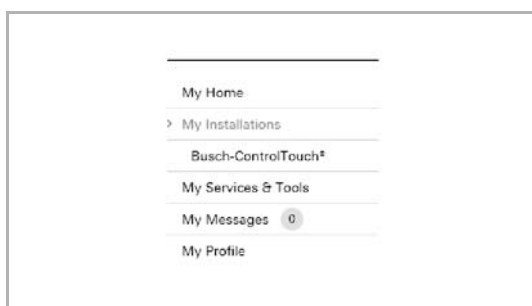 My Home
> My Installations
Busch-ControlTouch®
My Services & Tools
My Messages 0
My Profile